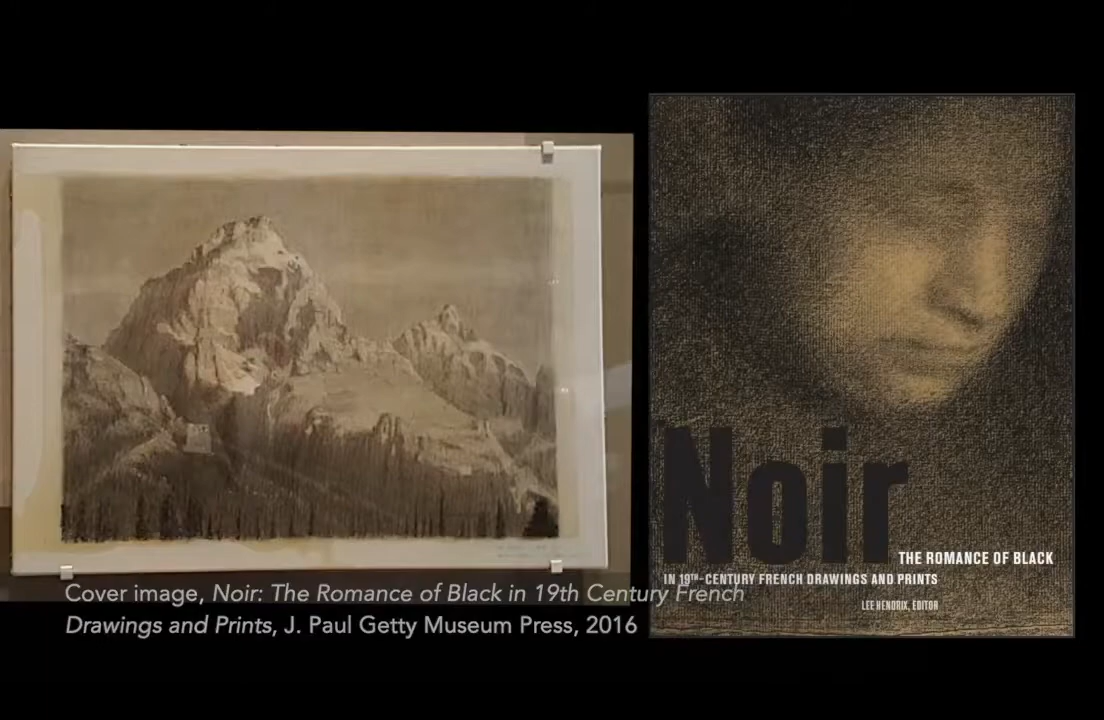 Noir
THE ROMANCE OF BLACK
IN 19TH-CENTURY FRENCH DRAWINGS AND PRINTS
LEE HENDRIX, EDITOR
Cover image, Noir: The Romance of Black in 19th Century French
Drawings and Prints, J. Paul Getty Museum Press, 2016